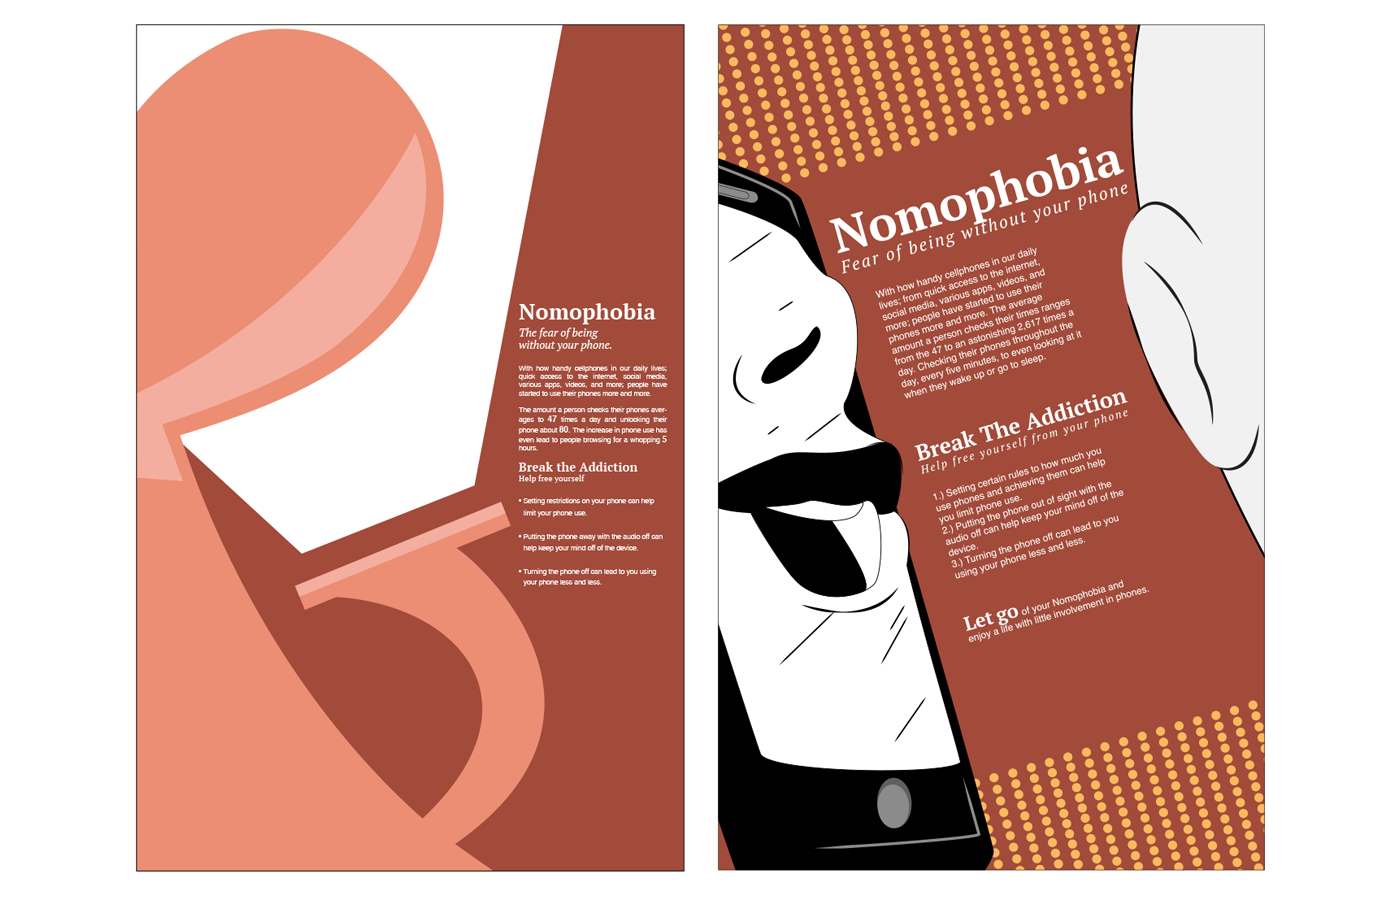 Nomophobia
The fear of being
without your phone.
With how handy cellphones in our daily lives;
quick access to the internet, social media,
various apps, videos, and more; people have
started to use their phones more and more.
The amount a person checks their phones aver-
ages to 47 times a day and unlocking their
phone about 80. The increase in phone use has
even lead to people browsing for a whopping 5
hours.
Break the Addiction
Help free yourself
• Setting restrictions on your phone can help
limit your phone use.
• Putting the phone away with the audio off can
help keep your mind off of the device.
• Turning the phone off can lead to you using
your phone less and less.
Nomophobia
Fear of being without your phone
With how handy cellphones in our daily
lives; from quick access to the internet,
social media, various apps, videos, and
more; people have started to use their
phones more and more. The average
amount a person checks their times ranges
from the 47 to an astonishing 2,617 times a
day. Checking their phones throughout the
day, every five minutes, to even looking at it
when they wake up or go to sleep.
Break The Addiction
Help free yourself from your phone
1.) Setting certain rules to how much you
use phones and achieving them can help
you limit phone use.
2.) Putting the phone out of sight with the
audio off can help keep your mind off of the
device.
3.) Turning the phone off can lead to you
using your phone less and less.
Let go of your Nomophobia and
enjoy a life with little involvement in phones.